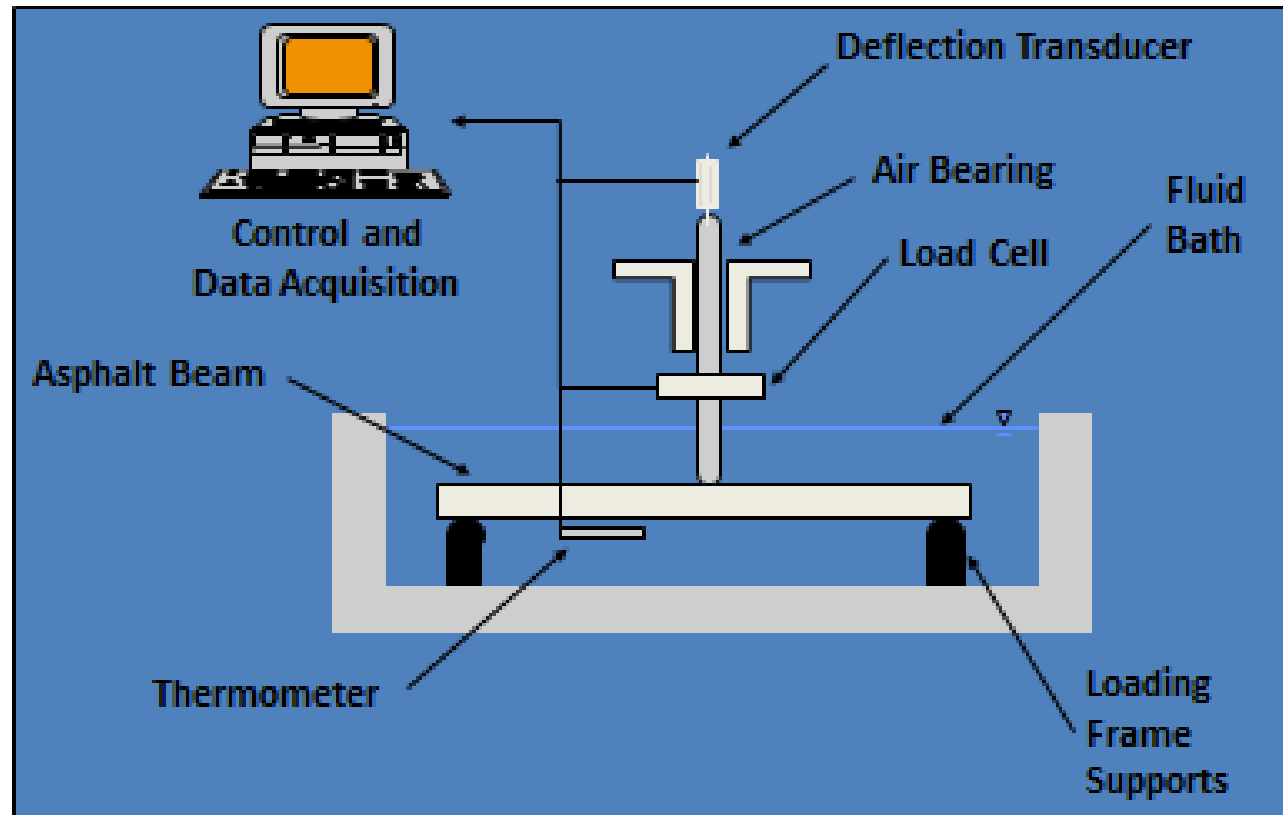 Deflection Transducer
Air Bearing
Fluid
Bath
Load Cell
Control and
Data Acquisition
Asphalt Beam
Thermometer
Loading
Frame
Supports